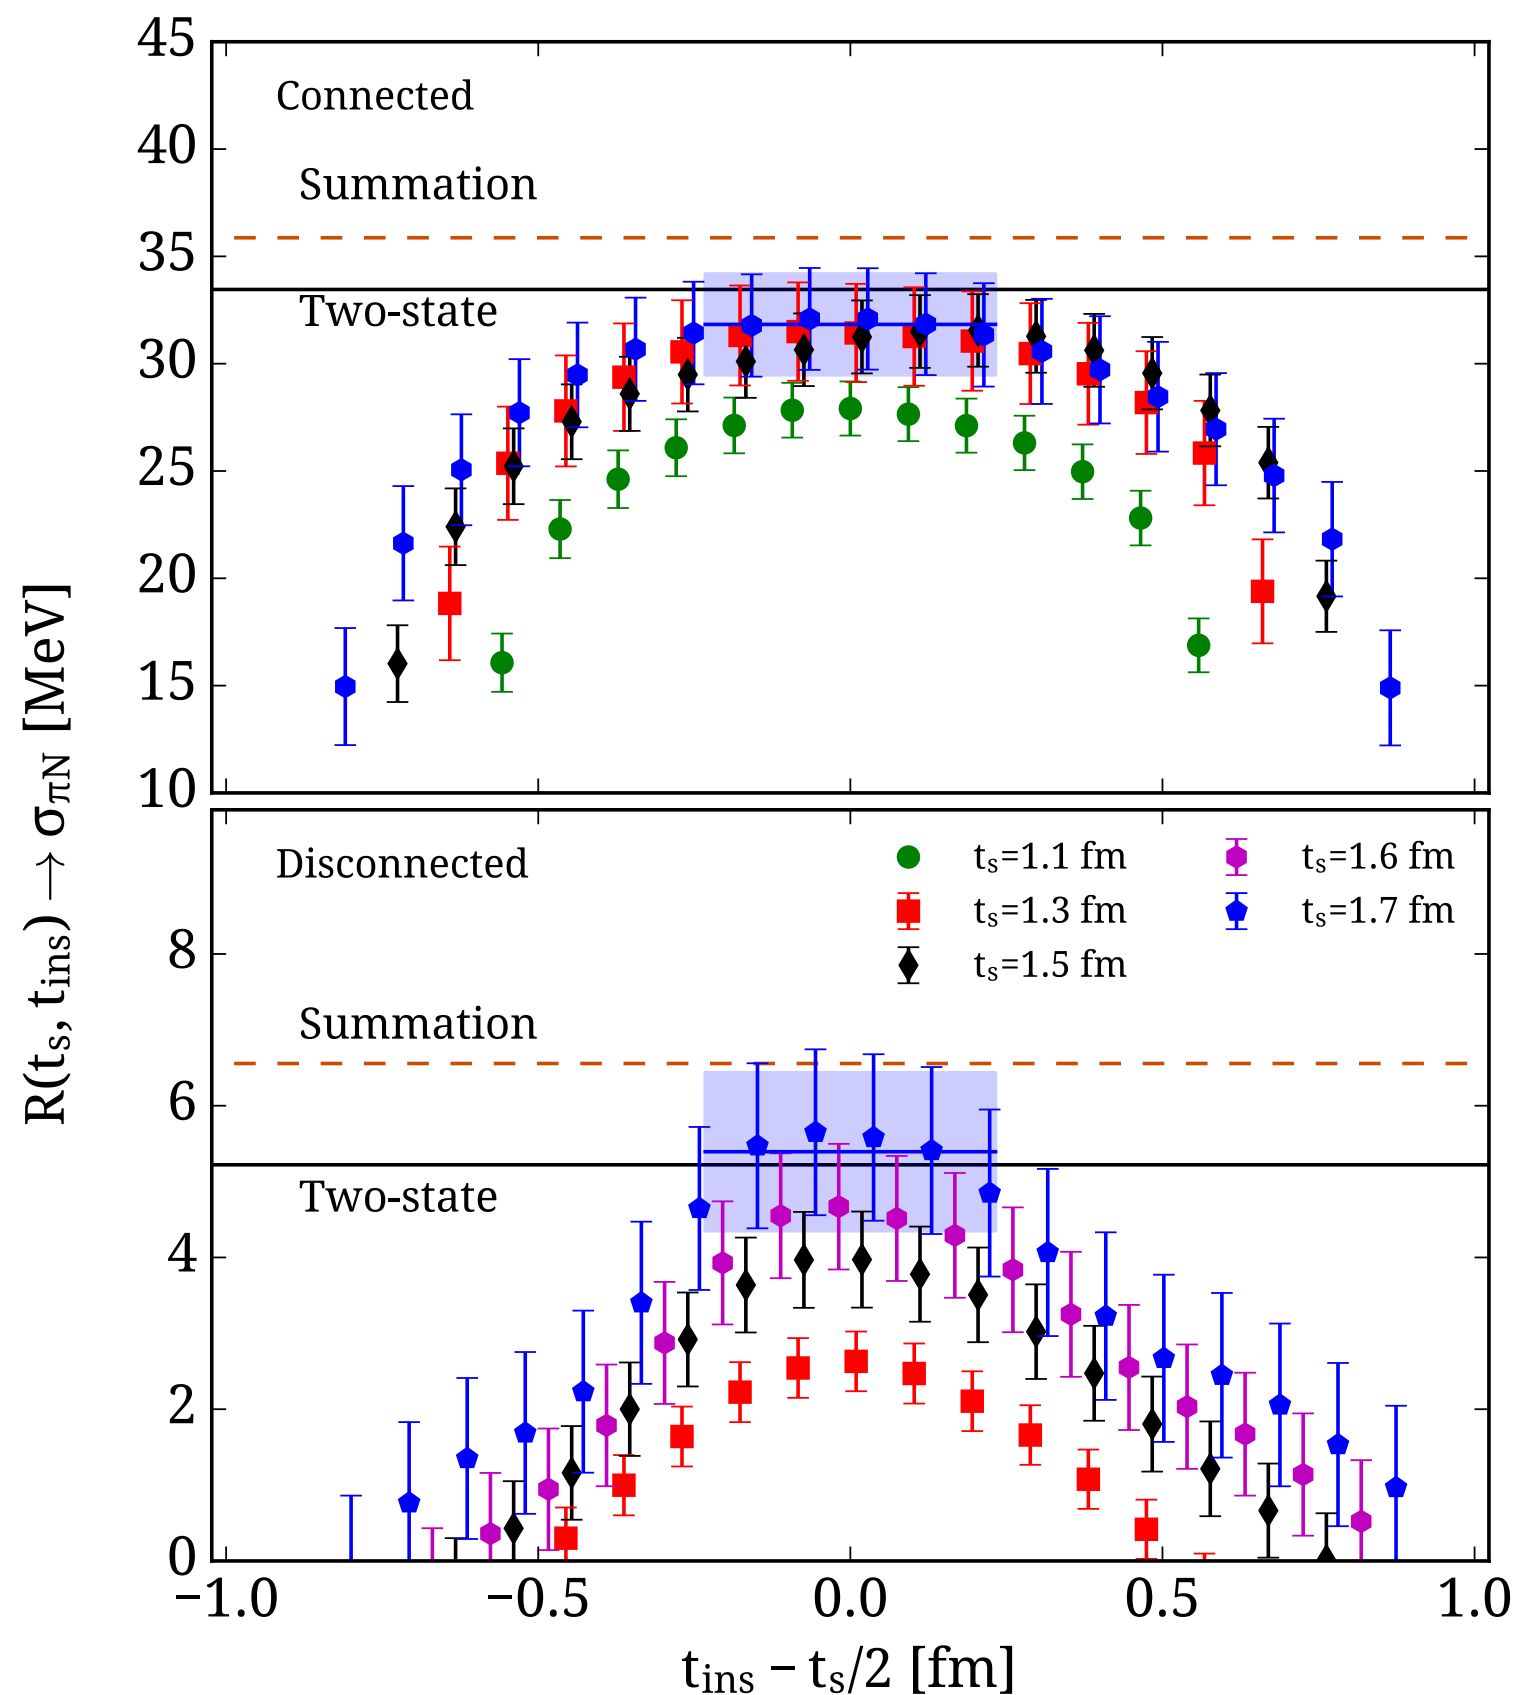 45
Connected
40
Summation
35
Two-state
30
25
20
15
10
R(tₛ, tᵢₙₛ) → σπN [MeV]
Disconnected
tₛ=1.1 fm
tₛ=1.6 fm
tₛ=1.3 fm
tₛ=1.7 fm
tₛ=1.5 fm
8
Summation
6
Two-state
4
2
0
−1.0 −0.5 0.0 0.5 1.0
tᵢₙₛ − tₛ/2 [fm]